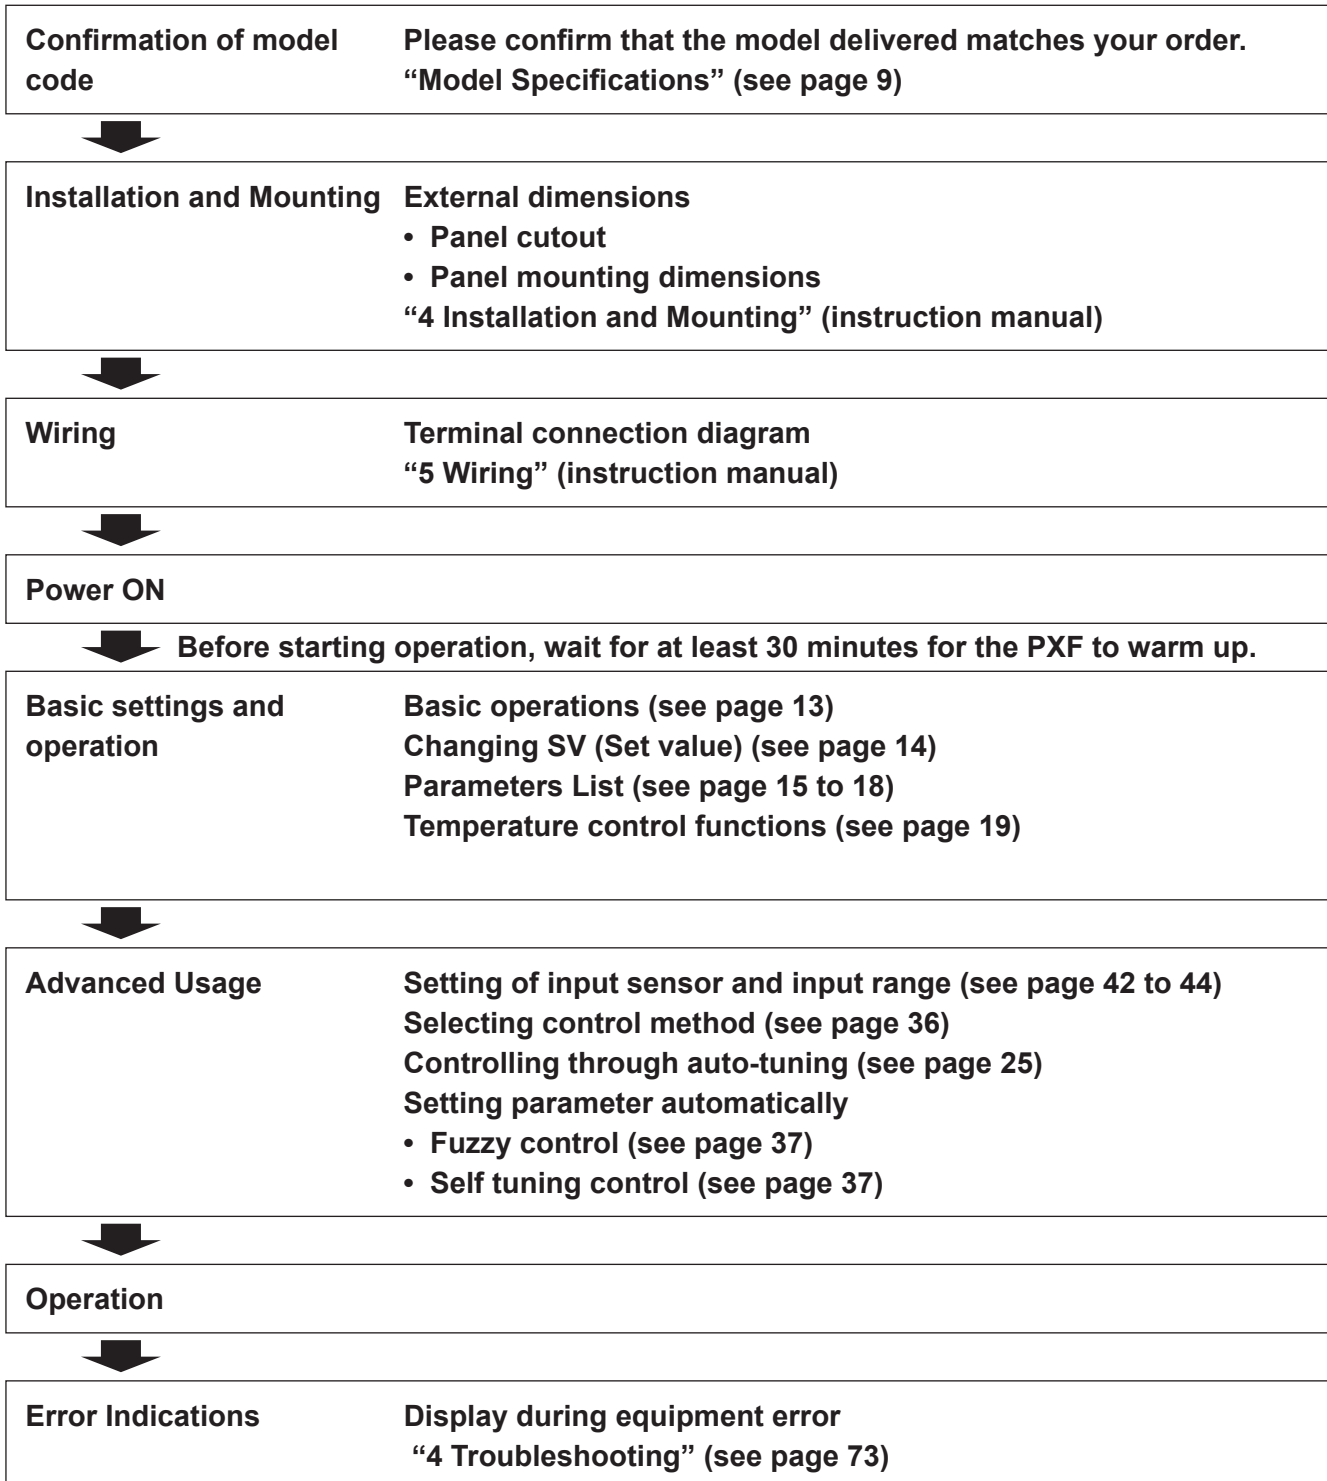 Confirmation of model code
Please confirm that the model delivered matches your order.
“Model Specifications” (see page 9)
Installation and Mounting
External dimensions
• Panel cutout
• Panel mounting dimensions
“4 Installation and Mounting” (instruction manual)
Wiring
Terminal connection diagram
“5 Wiring” (instruction manual)
Power ON
Before starting operation, wait for at least 30 minutes for the PXF to warm up.
Basic settings and operation
Basic operations (see page 13)
Changing SV (Set value) (see page 14)
Parameters List (see page 15 to 18)
Temperature control functions (see page 19)
Advanced Usage
Setting of input sensor and input range (see page 42 to 44)
Selecting control method (see page 36)
Controlling through auto-tuning (see page 25)
Setting parameter automatically
• Fuzzy control (see page 37)
• Self tuning control (see page 37)
Operation
Error Indications
Display during equipment error
“4 Troubleshooting” (see page 73)